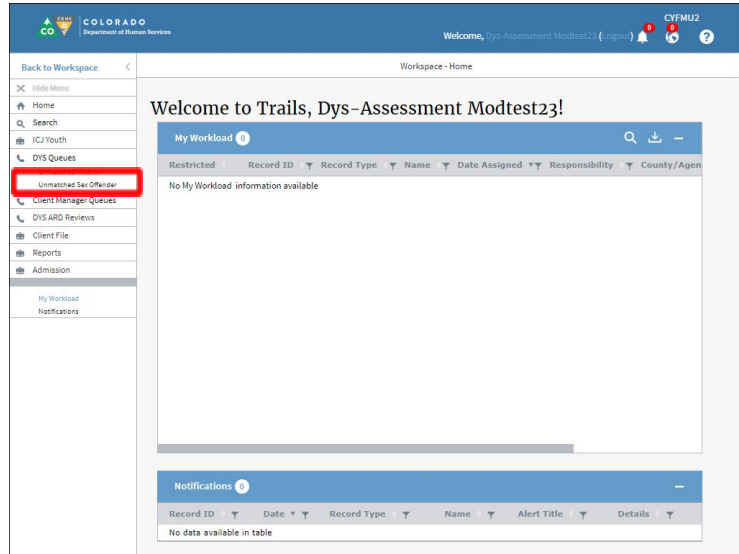 CDHS
CO
COLORADO
Department of Human Services
CYFMU2
Welcome, Dys-Assessment Modtest23 (Logout)
0
0
?
Back to Workspace
Workspace - Home
Hide Menu
Home
Search
ICJ Youth
DYS Queues
Unmatched Sex Offender
Client Manager Queues
DYS ARD Reviews
Client File
Reports
Admission
My Workload
Notifications
Welcome to Trails, Dys-Assessment Modtest23!
My Workload 0
Restricted Record ID Record Type Name Date Assigned Responsibility County/Agen
No My Workload information available
Notifications 0
Record ID Date Record Type Name Alert Title Details
No data available in table